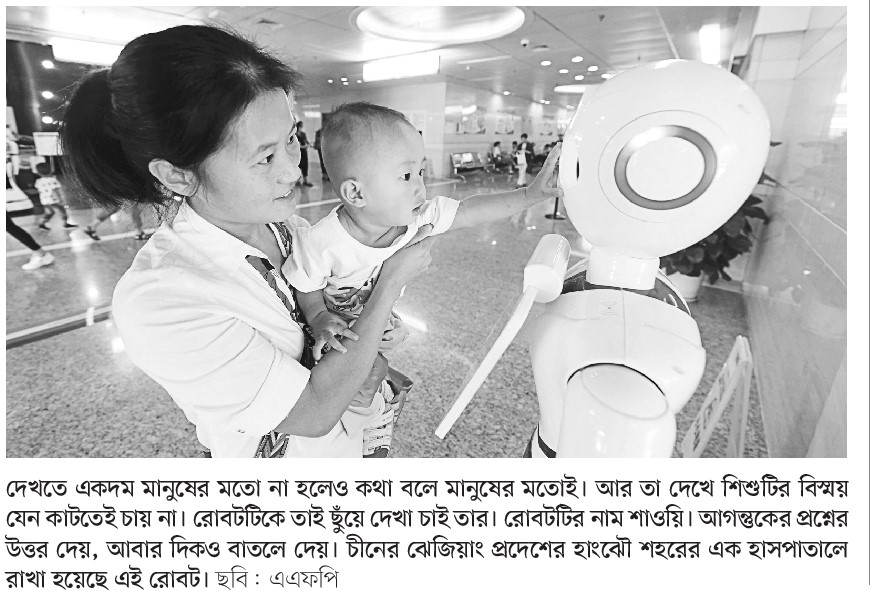 দেখতে একদম মানুষের মতো না হলেও কথা বলে মানুষের মতোই। আর তা দেখে শিশুটির বিস্ময়
যেন কাটতেই চায় না। রোবটটিকে তাই ছুঁয়ে দেখা চাই তার। রোবটটির নাম শাওয়ি। আগন্তুকের প্রশ্নের
উত্তর দেয়, আবার দিকও বাতলে দেয়। চীনের ঝেজিয়াং প্রদেশের হাংঝৌ শহরের এক হাসপাতালে
রাখা হয়েছে এই রোবট। ছবি : এএফপি